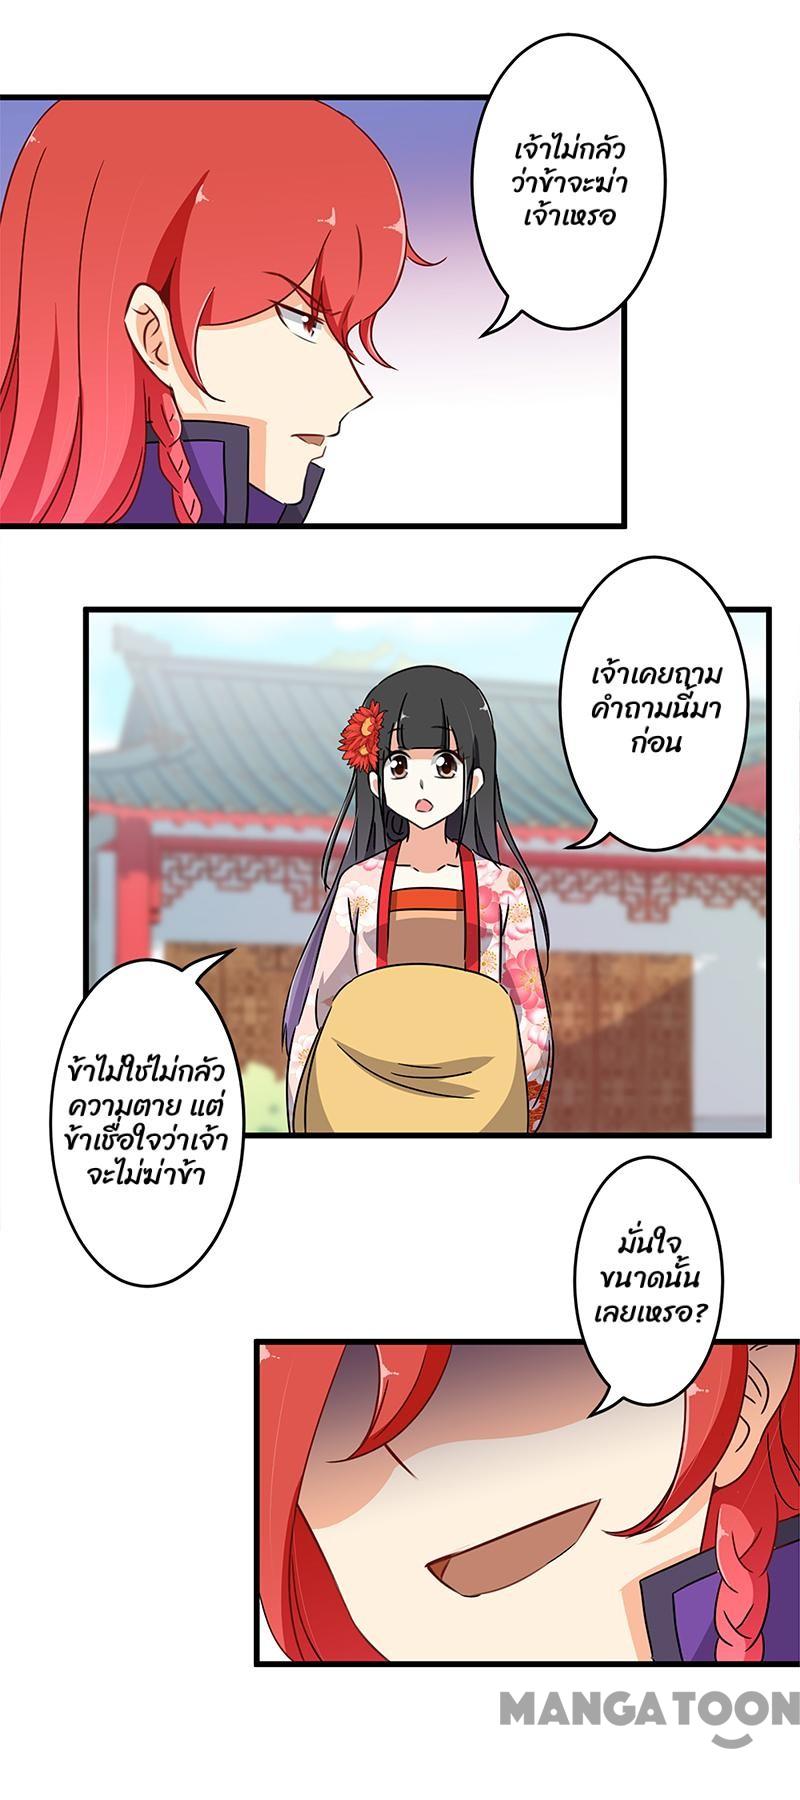 เจ้าไม่กลัว
ว่าข้าจะฆ่า
เจ้าเหรอ
เจ้าเคยถาม
คำถามนี้มา
ก่อน
ข้าไม่ใช่ไม่กลัว
ความตาย แต่
ข้าเชื่อใจว่าเจ้า
จะไม่ฆ่าข้า
มั่นใจ
ขนาดนั้น
เลยเหรอ?
MANGATOON